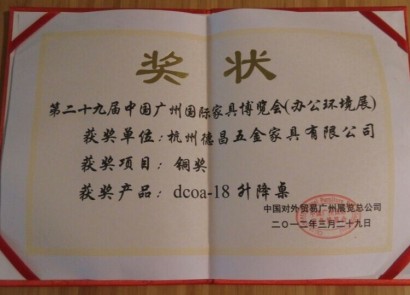 奖状
第二十九届中国广州国际家具博览会(办公环境展)
获奖单位:杭州德昌五金家具有限公司
获奖项目:铜奖
获奖产品:dcoa-18 升降桌
中国对外贸易广州展览总公司
二○一二年三月二十九日